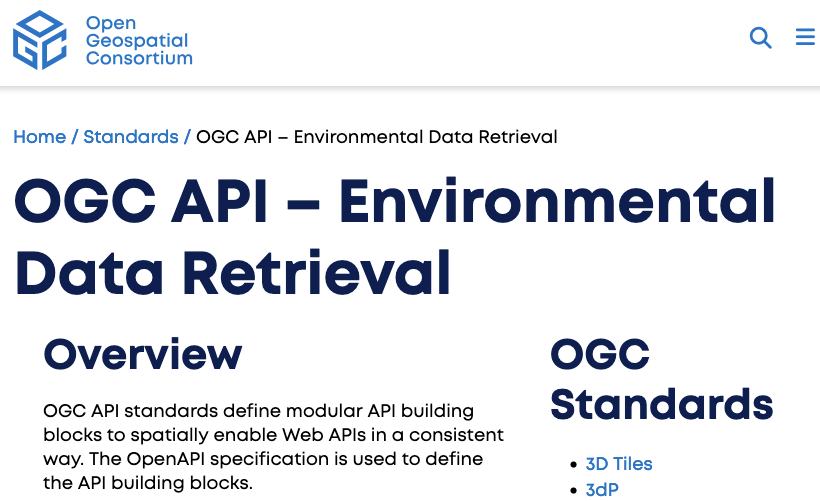 Open
Geospatial
Consortium
Home / Standards / OGC API – Environmental Data Retrieval
OGC API – Environmental
Data Retrieval
Overview
OGC API standards define modular API building
blocks to spatially enable Web APIs in a consistent
way. The OpenAPI specification is used to define
the API building blocks.
OGC
Standards
• 3D Tiles
• 3dP